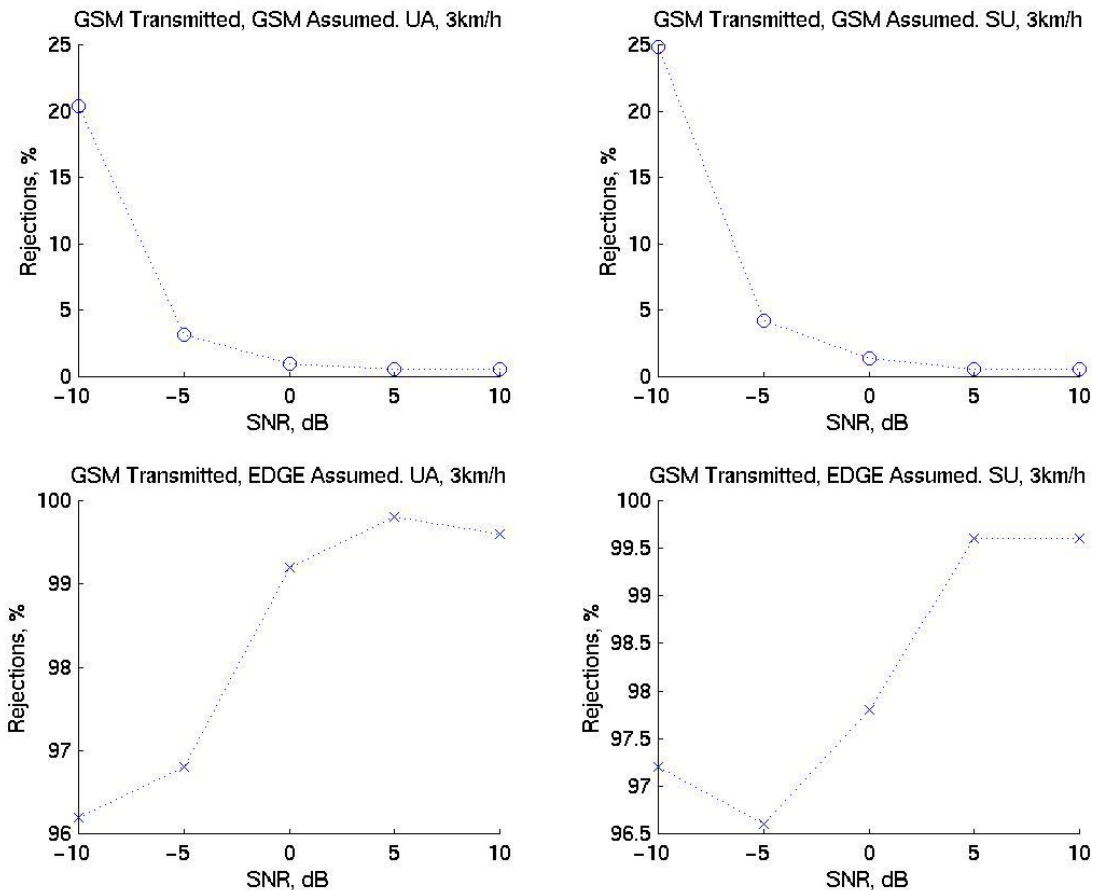 GSM Transmitted, GSM Assumed. UA, 3km/h
25
20
15
10
5
0
Rejections, %
−10 −5 0 5 10
SNR, dB
GSM Transmitted, GSM Assumed. SU, 3km/h
25
20
15
10
5
0
Rejections, %
−10 −5 0 5 10
SNR, dB
GSM Transmitted, EDGE Assumed. UA, 3km/h
100
99
98
97
96
Rejections, %
−10 −5 0 5 10
SNR, dB
GSM Transmitted, EDGE Assumed. SU, 3km/h
100
99.5
99
98.5
98
97.5
97
96.5
Rejections, %
−10 −5 0 5 10
SNR, dB